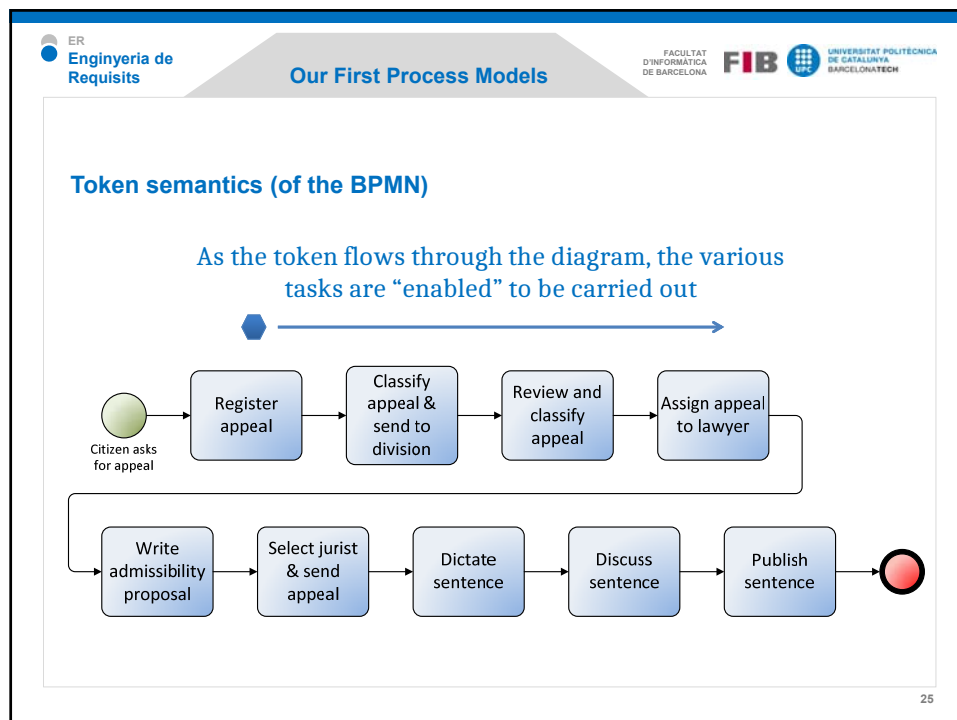 ER
Enginyeria de
Requisits
Our First Process Models
FACULTAT
D'INFORMÀTICA
DE BARCELONA
FIB
UPC
UNIVERSITAT POLITÈCNICA
DE CATALUNYA
BARCELONATECH
Token semantics (of the BPMN)
As the token flows through the diagram, the various
tasks are “enabled” to be carried out
Citizen asks
for appeal
Register
appeal
Classify
appeal &
send to
division
Review and
classify
appeal
Assign appeal
to lawyer
Write
admissibility
proposal
Select jurist
& send
appeal
Dictate
sentence
Discuss
sentence
Publish
sentence
25